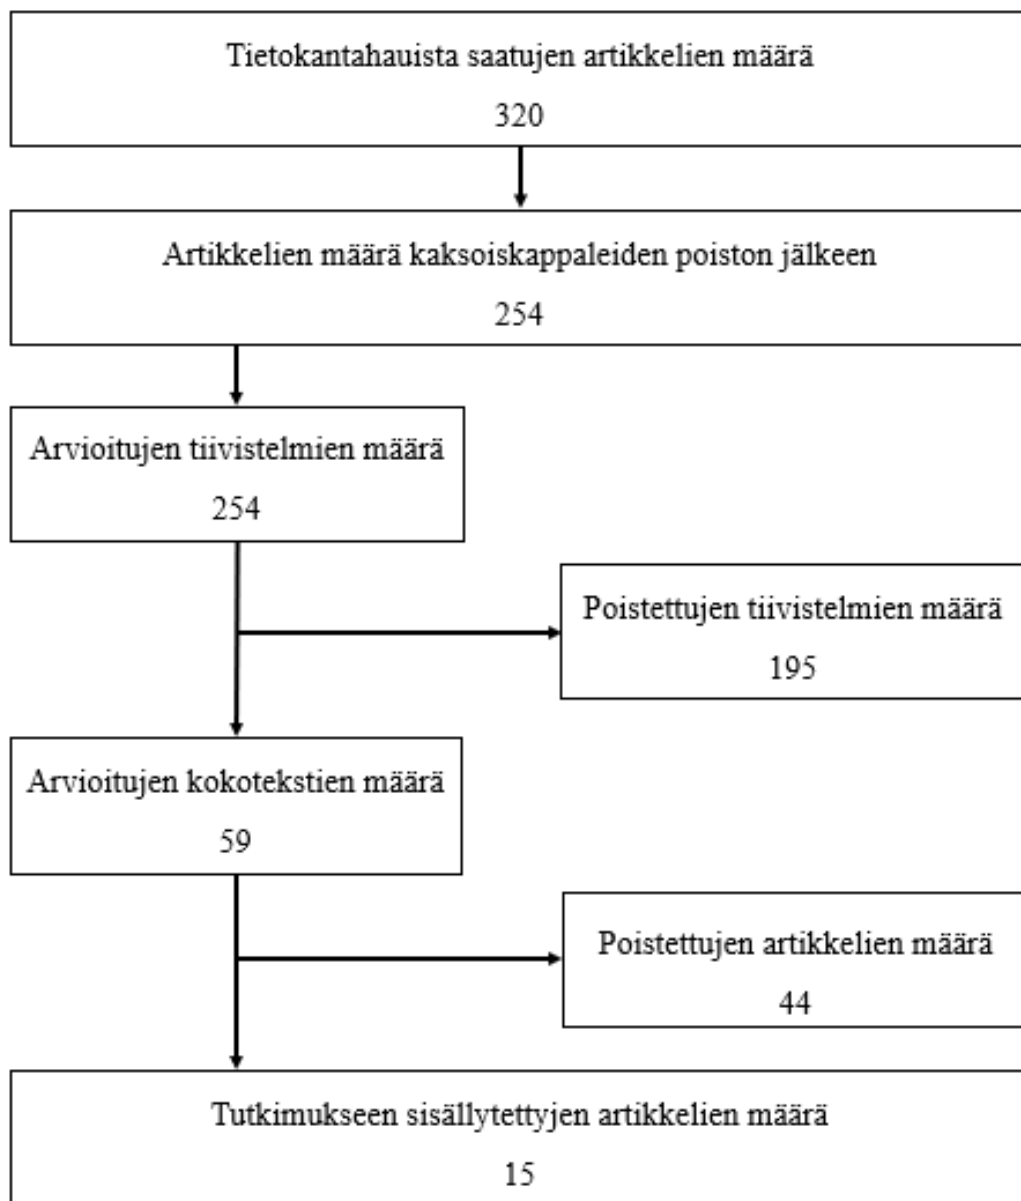 Tietokantahauista saatujen artikkelien määrä
320
Artikkelien määrä kaksoiskappaleiden poiston jälkeen
254
Arvioitujen tiivistelmien määrä
254
Poistettujen tiivistelmien määrä
195
Arvioitujen kokotekstien määrä
59
Poistettujen artikkelien määrä
44
Tutkimukseen sisällytettyjen artikkelien määrä
15